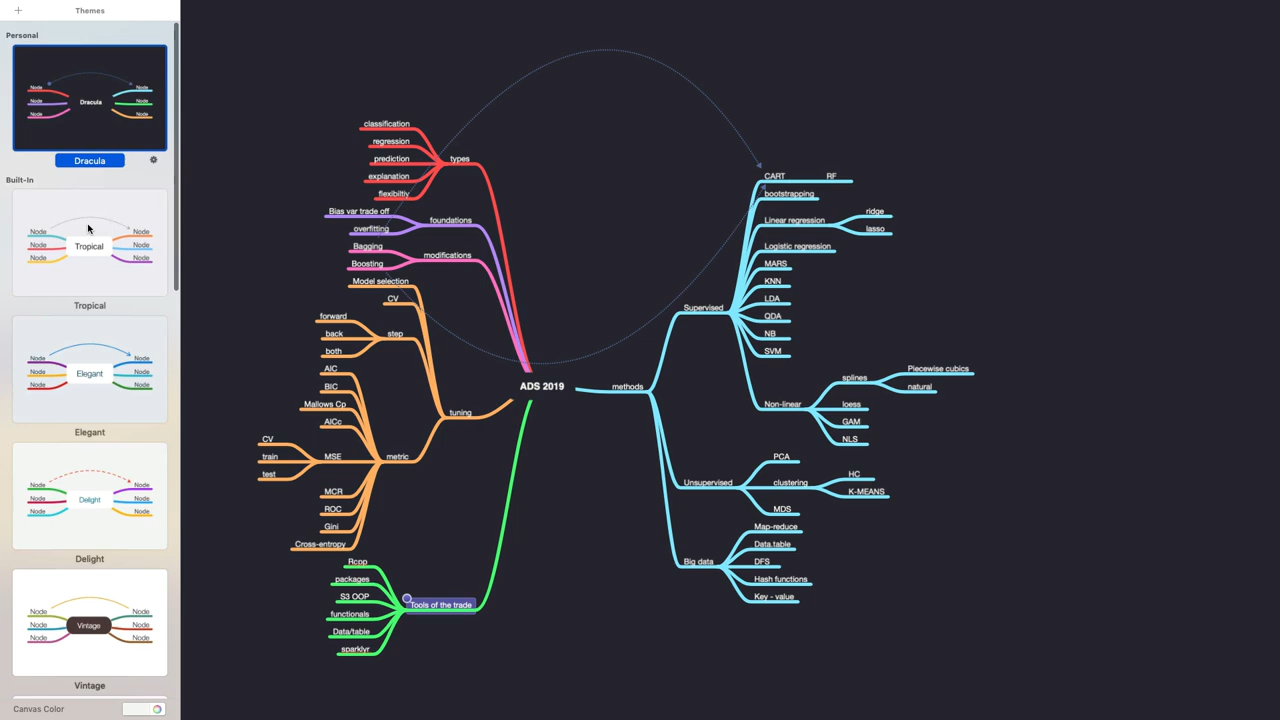 Themes
Personal
Node
Node
Node
Dracula
Node
Node
Node
Dracula
Built-In
Node
Node
Node
Tropical
Node
Node
Node
Tropical
Node
Node
Node
Elegant
Node
Node
Node
Elegant
Node
Node
Node
Delight
Node
Node
Node
Delight
Node
Node
Node
Vintage
Node
Node
Node
Vintage
Canvas Color
ADS 2019
types
classification
regression
prediction
explanation
flexibiltiy
foundations
Bias var trade off
overfitting
modifications
Bagging
Boosting
tuning
Model selection
CV
step
forward
back
both
metric
AIC
BIC
Mallows Cp
AICc
MSE
CV
train
test
MCR
ROC
Gini
Cross-entropy
Tools of the trade
Rcpp
packages
S3 OOP
functionals
Data/table
sparklyr
methods
Supervised
CART
RF
bootstrapping
Linear regression
ridge
lasso
Logistic regression
MARS
KNN
LDA
QDA
NB
SVM
Non-linear
splines
Piecewise cubics
natural
loess
GAM
NLS
Unsupervised
PCA
clustering
HC
K-MEANS
MDS
Big data
Map-reduce
Data.table
DFS
Hash functions
Key - value